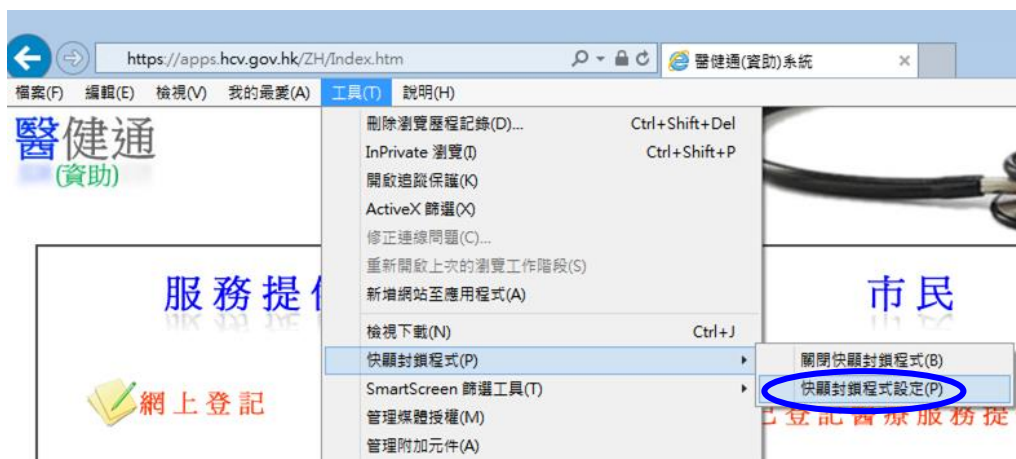 https://apps.hcv.gov.hk/ZH/Index.htm
醫健通(資助)系統
檔案(F) 編輯(E) 檢視(V) 我的最愛(A) 工具(T) 說明(H)
醫健通
(資助)
刪除瀏覽歷程記錄(D)... Ctrl+Shift+Del
InPrivate 瀏覽(I) Ctrl+Shift+P
開啟追蹤保護(K)
ActiveX 篩選(X)
修正連線問題(C)...
重新開啟上次的瀏覽工作階段(S)
新增網站至應用程式(A)
服務提 市民
檢視下載(N) Ctrl+J
快顯封鎖程式(P) 關閉快顯封鎖程式(B)
SmartScreen 篩選工具(T) 快顯封鎖程式設定(P)
網上登記 管理媒體授權(M) 登記醫療服務提
管理附加元件(A)